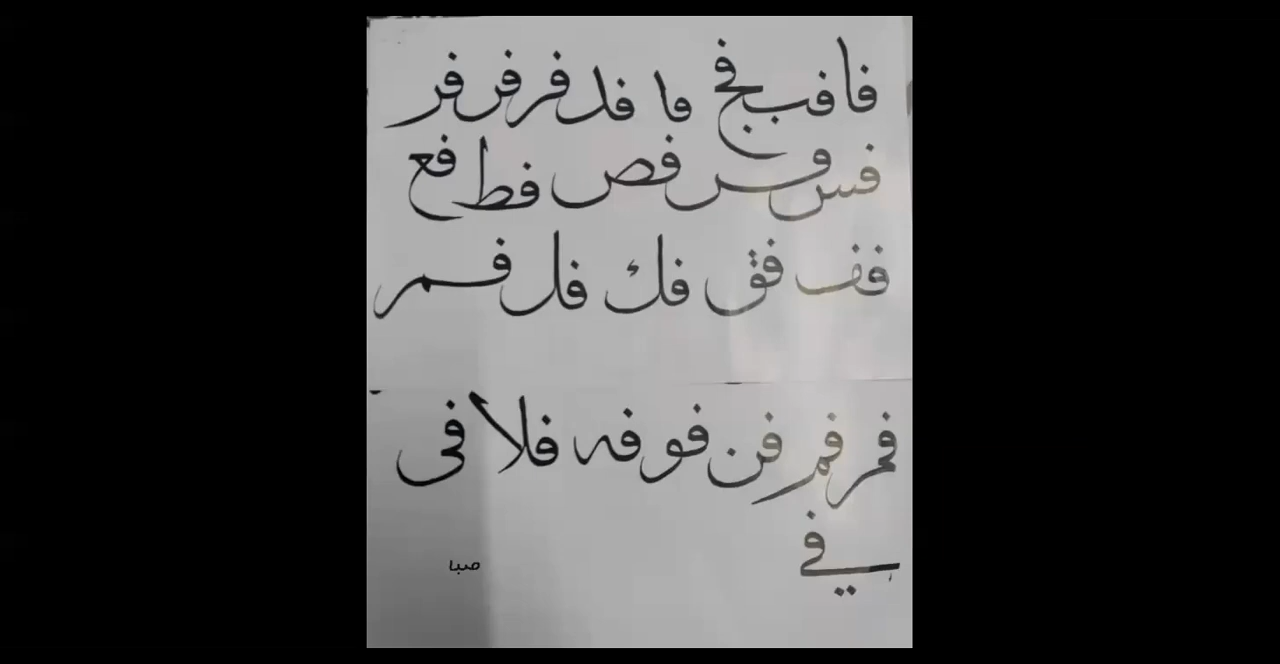 فا فب فج فا فد فر فر فر
فس فس فص فط فع
فف فق فك فل فم
فم فم فن فو فه فلا فى
في
صبا